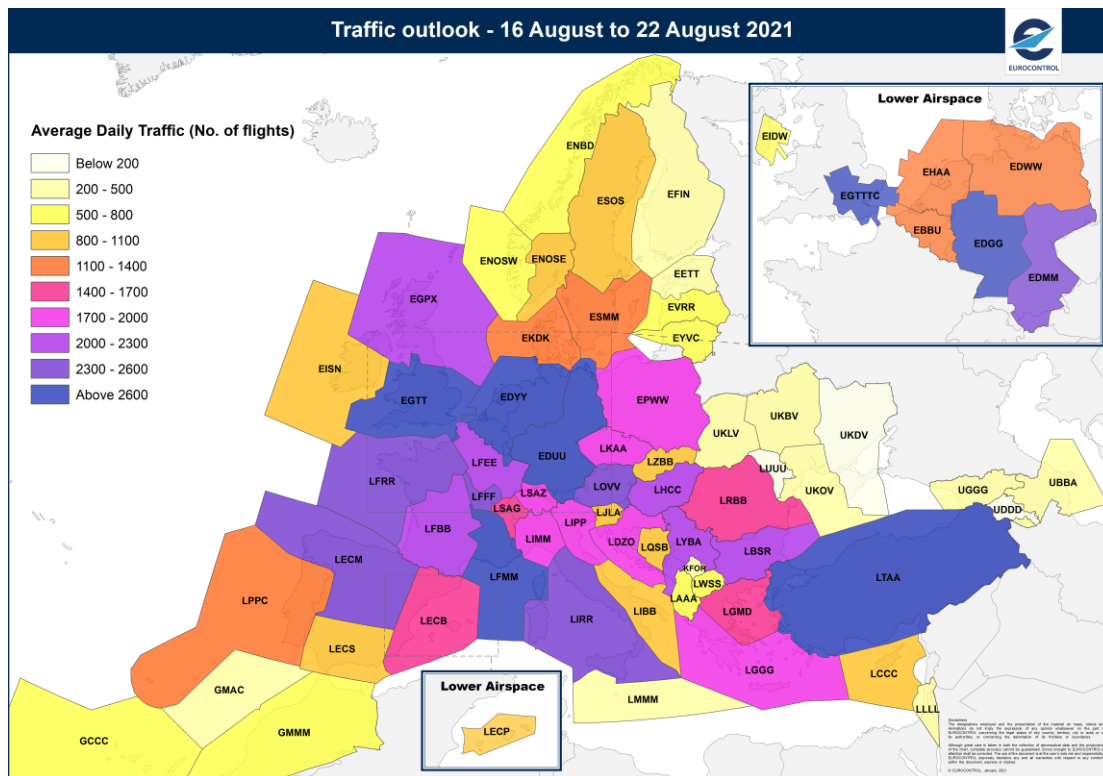 Traffic outlook - 16 August to 22 August 2021
EUROCONTROL
Average Daily Traffic (No. of flights)
Below 200
200 - 500
500 - 800
800 - 1100
1100 - 1400
1400 - 1700
1700 - 2000
2000 - 2300
2300 - 2600
Above 2600
Lower Airspace
EIDW
EHAA
EDWW
EGTTTC
EBBU
EDGG
EDMM
ENBD
ESOS
EFIN
ENOSW
ENOSE
EETT
EGPX
EVRR
ESMM
EKDK
EYVC
EISN
EGTT
EDYY
EPWW
UKLV
UKBV
UKDV
LKAA
LFEE
EDUU
LZBB
LUUU
LFRR
LOVV
LHCC
UKOV
UBBA
LFFF
LSAZ
LRBB
UGGG
LSAG
LJLA
UDDD
LFBB
LIPP
LIMM
LDZO
LQSB
LYBA
LBSR
LECM
KFOR
LFMM
LWSS
LTAA
LAAA
LPPC
LIBB
LGMD
LECB
LIRR
LECS
LGGG
LCCC
GMAC
LMMM
LLLL
GCCC
GMMM
Lower Airspace
LECP
Disclaimers
© EUROCONTROL, January 2021